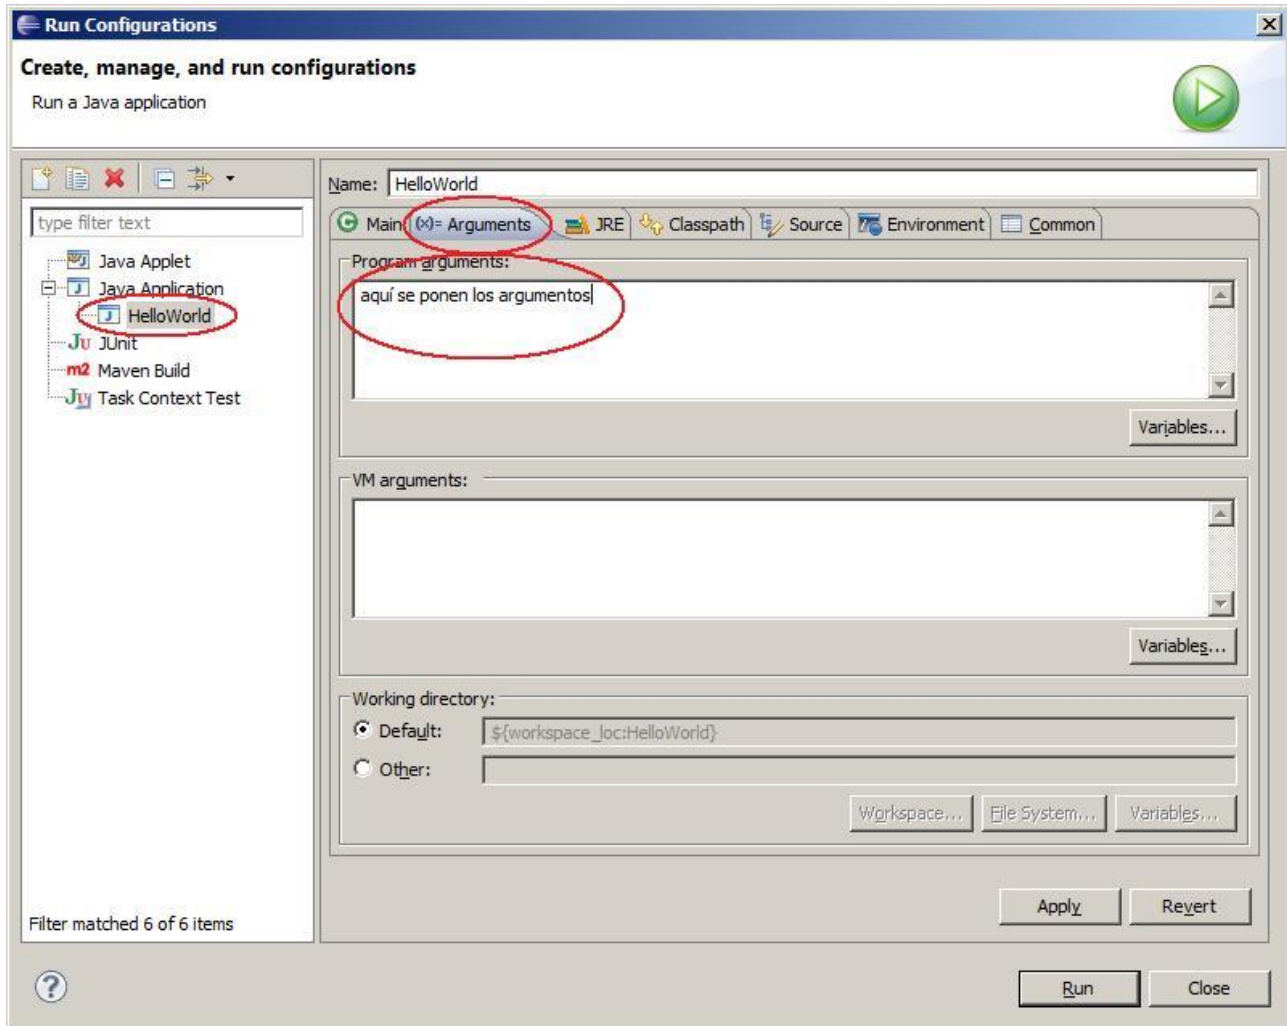 Run Configurations
Create, manage, and run configurations
Run a Java application
type filter text
Java Applet
Java Application
HelloWorld
JUnit
Maven Build
Task Context Test
Filter matched 6 of 6 items
Name: HelloWorld
Main (x)= Arguments JRE Classpath Source Environment Common
Program arguments:
aquí se ponen los argumentos
Variables...
VM arguments:
Variables...
Working directory:
Default: ${workspace_loc:HelloWorld}
Other:
Workspace... File System... Variables...
Apply Revert
Run Close